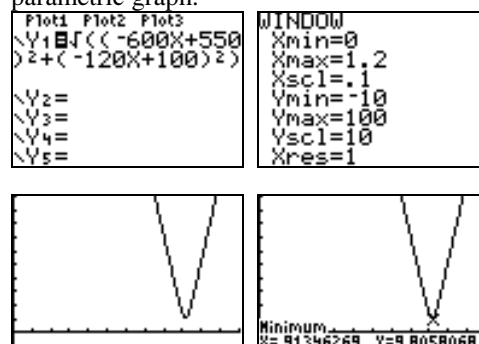 parametric graph.
Plot1 Plot2 Plot3
\Y1=√((-600X+550
)²+(-120X+100)²)
\Y2=
\Y3=
\Y4=
\Y5=
WINDOW
Xmin=0
Xmax=1.2
Xscl=.1
Ymin=-10
Ymax=100
Yscl=10
Xres=1
Minimum
X=.91346269 Y=9.8058068